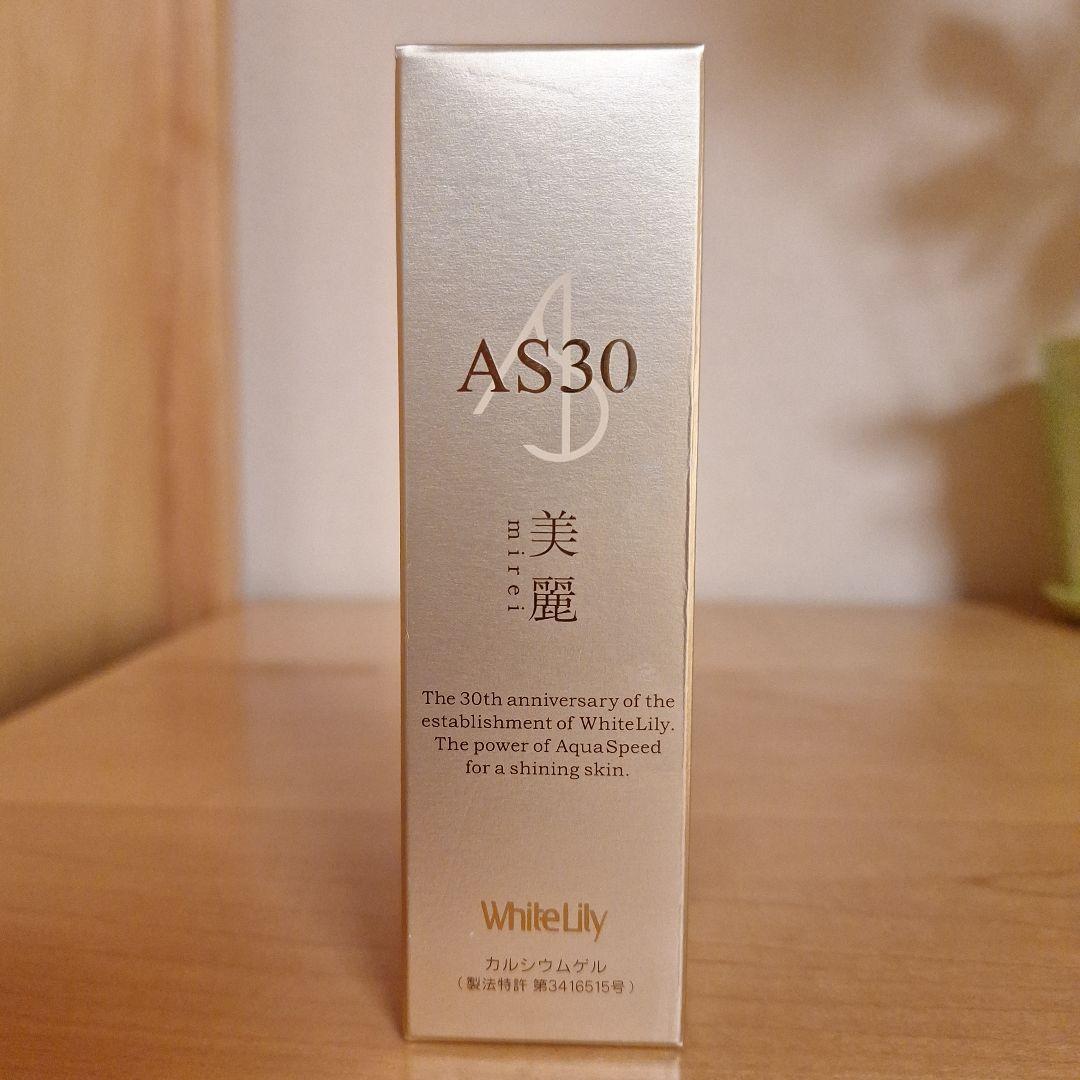 AS30
美麗
mirei
The 30th anniversary of the
establishment of WhiteLily.
The power of AquaSpeed
for a shining skin.
WhiteLily
カルシウムゲル
(製法特許 第3416515号)